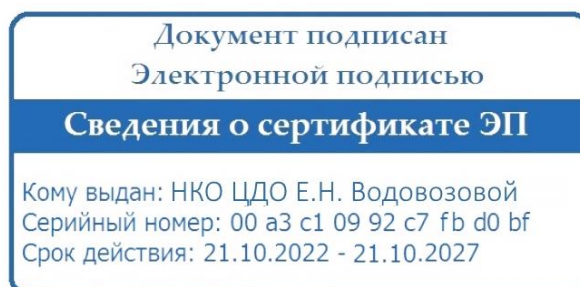 Документ подписан
Электронной подписью
Сведения о сертификате ЭП
Кому выдан: НКО ЦДО Е.Н. Водовозовой
Серийный номер: 00 a3 c1 09 92 c7 fb d0 bf
Срок действия: 21.10.2022 - 21.10.2027